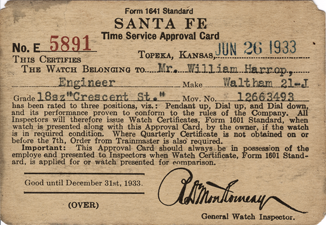 Form 1641 Standard
SANTA FE
Time Service Approval Card
No. E 5891 TOPEKA, KANSAS, JUN 26 1933
THIS CERTIFIES
THE WATCH BELONGING TO Mr. William Harrop,
Engineer Make Waltham 21-J
Grade 18sz "Crescent St." Mov. No. 12663493
has been rated to three positions, viz.: Pendant up, Dial up, and Dial down,
and its performance proven to conform to the rules of the Company. All
Inspectors will therefore issue Watch Certificates, Form 1601 Standard, when
watch is presented along with this Approval Card, by the owner, if the watch
is in required condition. Where Quarterly Certificate is not obtained on or
before the 7th, Order from Trainmaster is also required.
Important: This Approval Card should always be in possession of the
employe and presented to Inspectors when Watch Certificate, Form 1601 Stand-
ard, is applied for or watch presented for comparison.
Good until December 31st, 1933.
(OVER)
General Watch Inspector.